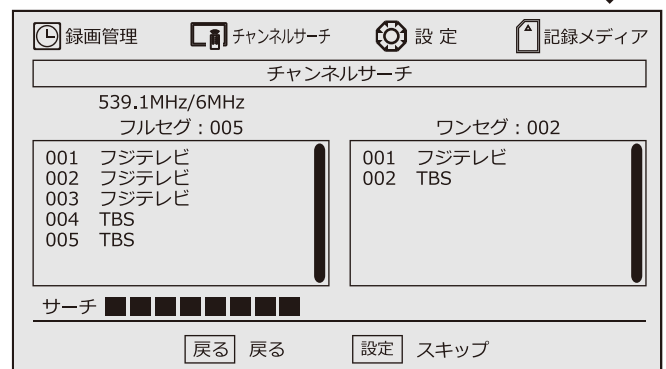 録画管理 チャンネルサーチ 設 定 記録メディア
チャンネルサーチ
539.1MHz/6MHz
フルセグ：005
001 フジテレビ
002 フジテレビ
003 フジテレビ
004 TBS
005 TBS
ワンセグ：002
001 フジテレビ
002 TBS
サーチ
戻る 戻る 設定 スキップ